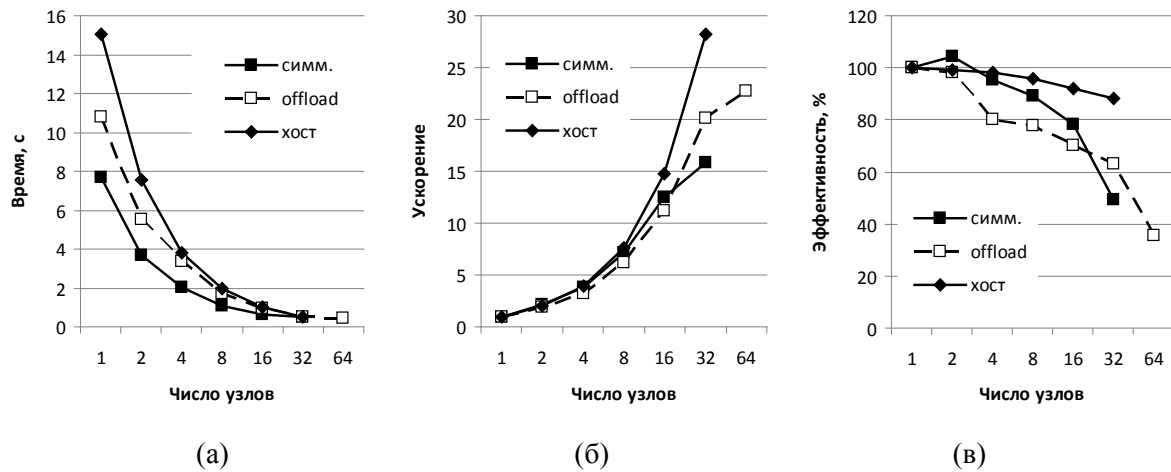 16
14
12
10
8
6
4
2
0
Время, с
симм.
offload
хост
1 2 4 8 16 32 64
Число узлов
(а)
30
25
20
15
10
5
0
Ускорение
симм.
offload
хост
1 2 4 8 16 32 64
Число узлов
(б)
120
100
80
60
40
20
0
Эффективность, %
симм.
offload
хост
1 2 4 8 16 32 64
Число узлов
(в)